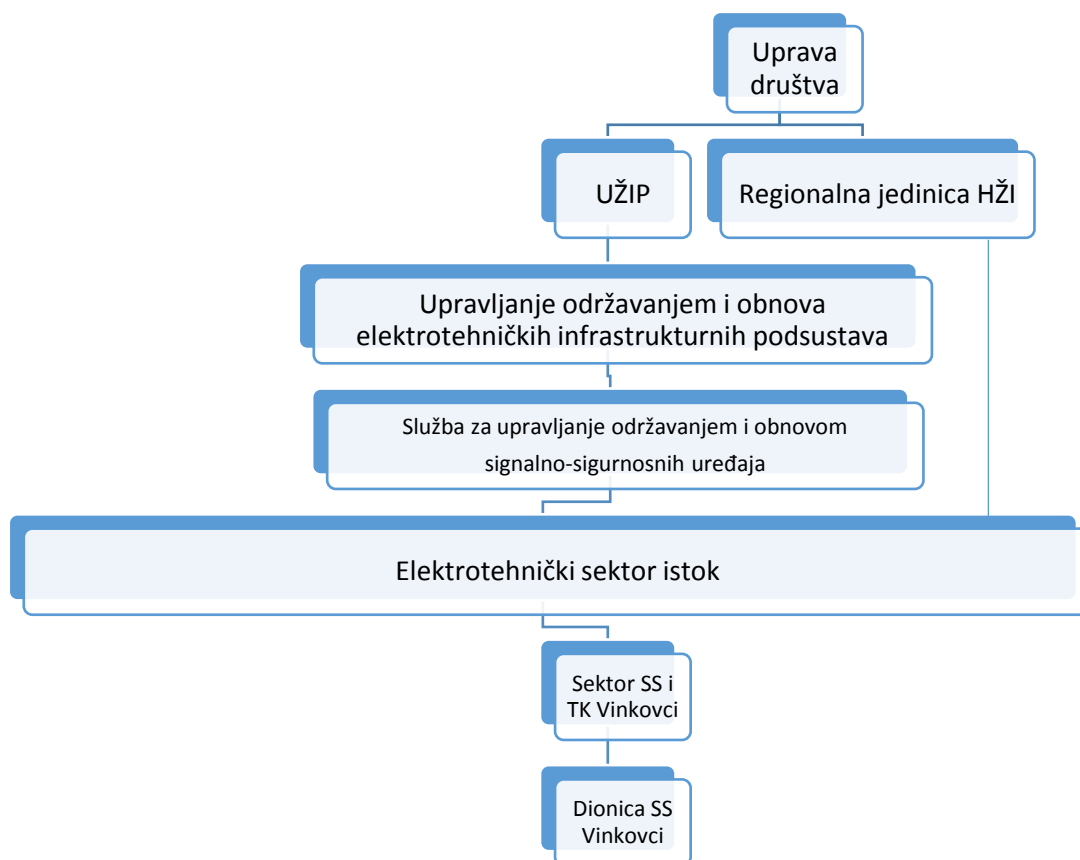 Uprava
društva
UŽIP
Regionalna jedinica HŽI
Upravljanje održavanjem i obnova
elektrotehničkih infrastrukturnih podsustava
Služba za upravljanje održavanjem i obnovom
signalno-sigurnosnih uređaja
Elektrotehnički sektor istok
Sektor SS i
TK Vinkovci
Dionica SS
Vinkovci